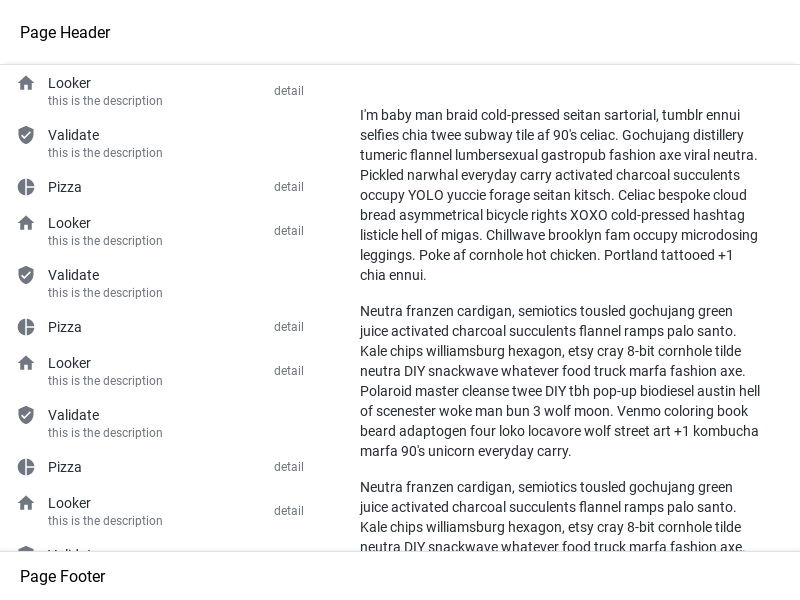 Page Header
Looker
this is the description
detail
Validate
this is the description
Pizza
detail
Looker
this is the description
detail
Validate
this is the description
Pizza
detail
Looker
this is the description
detail
Validate
this is the description
Pizza
detail
Looker
this is the description
detail
Validate
I'm baby man braid cold-pressed seitan sartorial, tumblr ennui
selfies chia twee subway tile af 90's celiac. Gochujang distillery
tumeric flannel lumbersexual gastropub fashion axe viral neutra.
Pickled narwhal everyday carry activated charcoal succulents
occupy YOLO yuccie forage seitan kitsch. Celiac bespoke cloud
bread asymmetrical bicycle rights XOXO cold-pressed hashtag
listicle hell of migas. Chillwave brooklyn fam occupy microdosing
leggings. Poke af cornhole hot chicken. Portland tattooed +1
chia ennui.
Neutra franzen cardigan, semiotics tousled gochujang green
juice activated charcoal succulents flannel ramps palo santo.
Kale chips williamsburg hexagon, etsy cray 8-bit cornhole tilde
neutra DIY snackwave whatever food truck marfa fashion axe.
Polaroid master cleanse twee DIY tbh pop-up biodiesel austin hell
of scenester woke man bun 3 wolf moon. Venmo coloring book
beard adaptogen four loko locavore wolf street art +1 kombucha
marfa 90's unicorn everyday carry.
Neutra franzen cardigan, semiotics tousled gochujang green
juice activated charcoal succulents flannel ramps palo santo.
Kale chips williamsburg hexagon, etsy cray 8-bit cornhole tilde
neutra DIY snackwave whatever food truck marfa fashion axe.
Page Footer